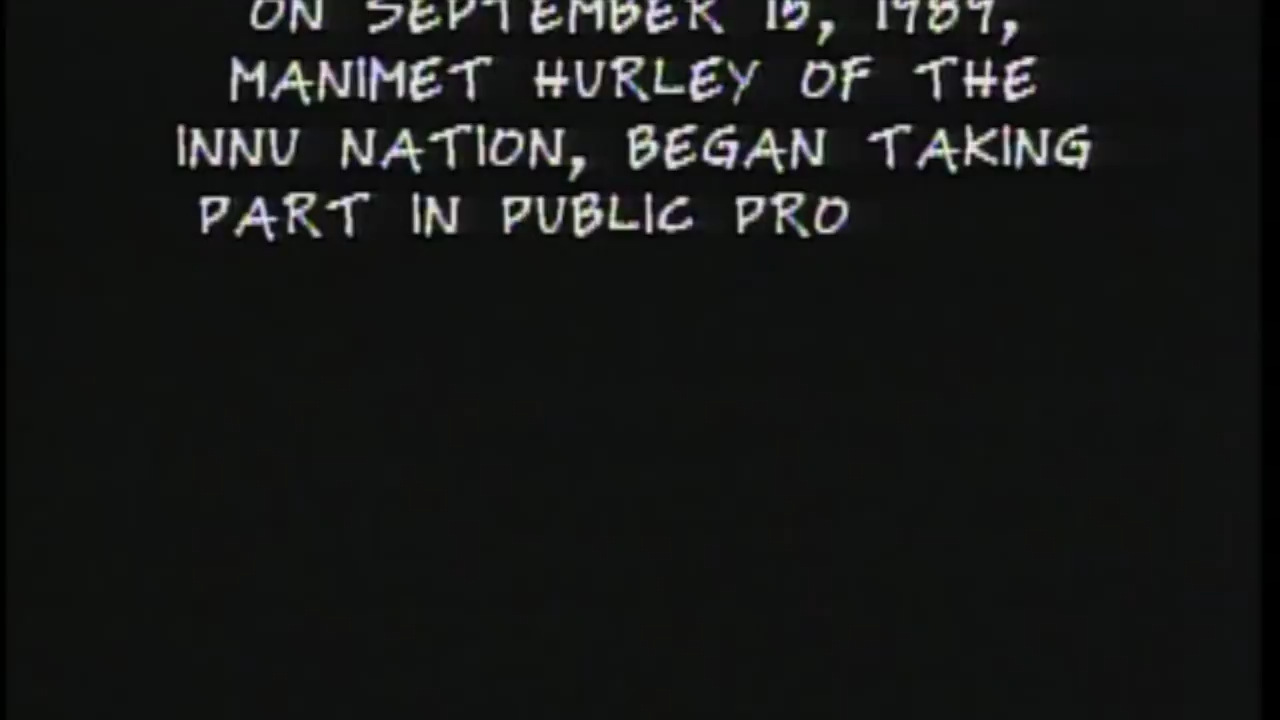 ON SEPTEMBER 15, 1989,
MANIMET HURLEY OF THE
INNU NATION, BEGAN TAKING
PART IN PUBLIC PRO